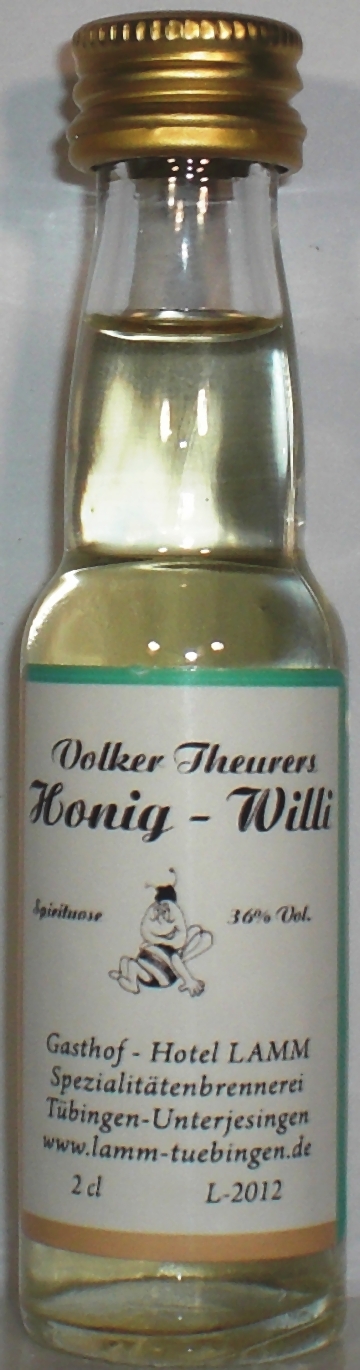 Volker Theurers
Honig - Willi
Spirituose 36% Vol.
Gasthof - Hotel LAMM
Spezialitätenbrennerei
Tübingen-Unterjesingen
www.lamm-tuebingen.de
2 cl L-2012